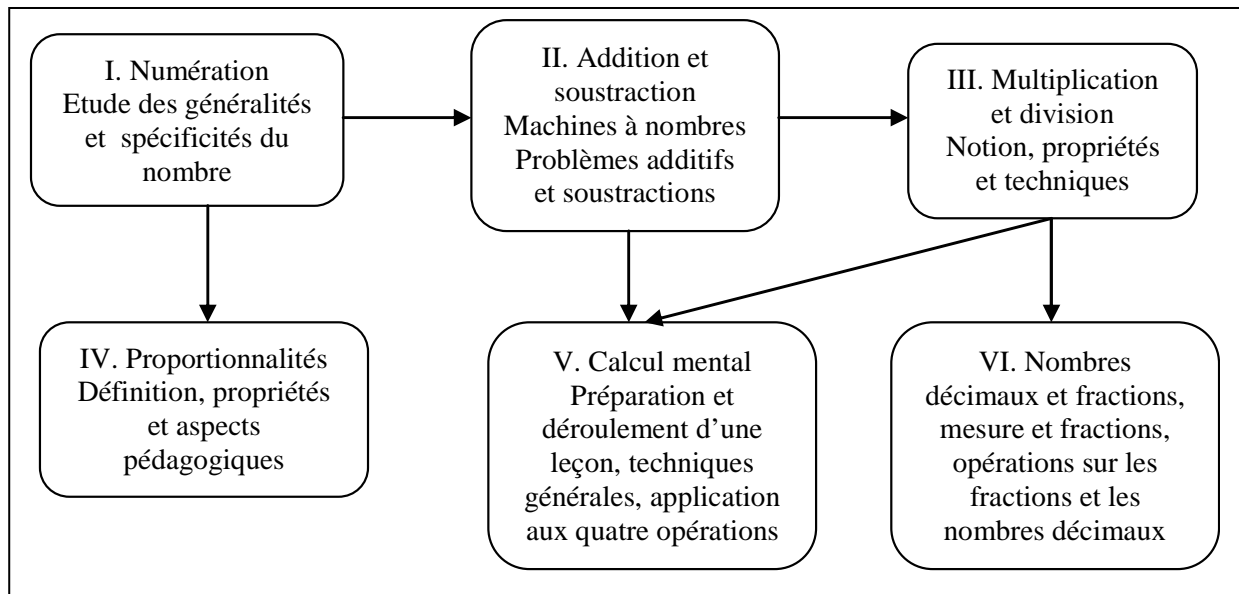 I. Numération
Etude des généralités
et spécificités du
nombre
II. Addition et
soustraction
Machines à nombres
Problèmes additifs
et soustractions
III. Multiplication
et division
Notion, propriétés
et techniques
IV. Proportionnalités
Définition, propriétés
et aspects
pédagogiques
V. Calcul mental
Préparation et
déroulement d’une
leçon, techniques
générales, application
aux quatre opérations
VI. Nombres
décimaux et fractions,
mesure et fractions,
opérations sur les
fractions et les
nombres décimaux